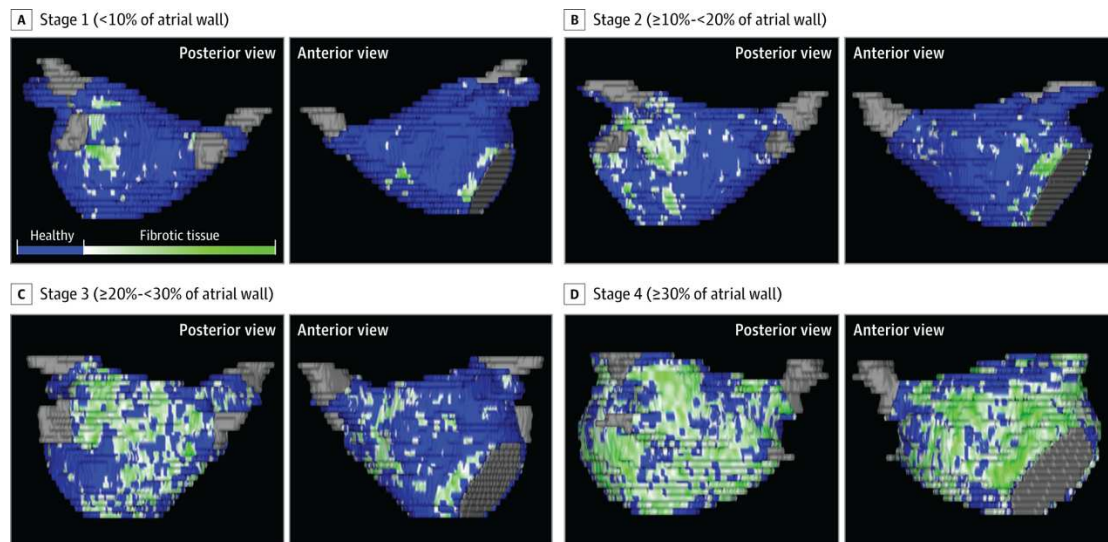 A Stage 1 (<10% of atrial wall)
Posterior view
Anterior view
Healthy
Fibrotic tissue
B Stage 2 (≥10%-<20% of atrial wall)
Posterior view
Anterior view
C Stage 3 (≥20%-<30% of atrial wall)
Posterior view
Anterior view
D Stage 4 (≥30% of atrial wall)
Posterior view
Anterior view